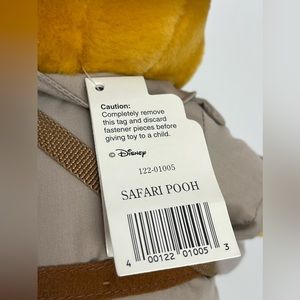 Caution:
Completely remove
this tag and discard
fastener pieces before
giving toy to a child.
© Disney
122-01005
SAFARI POOH
4 00122 01005 3